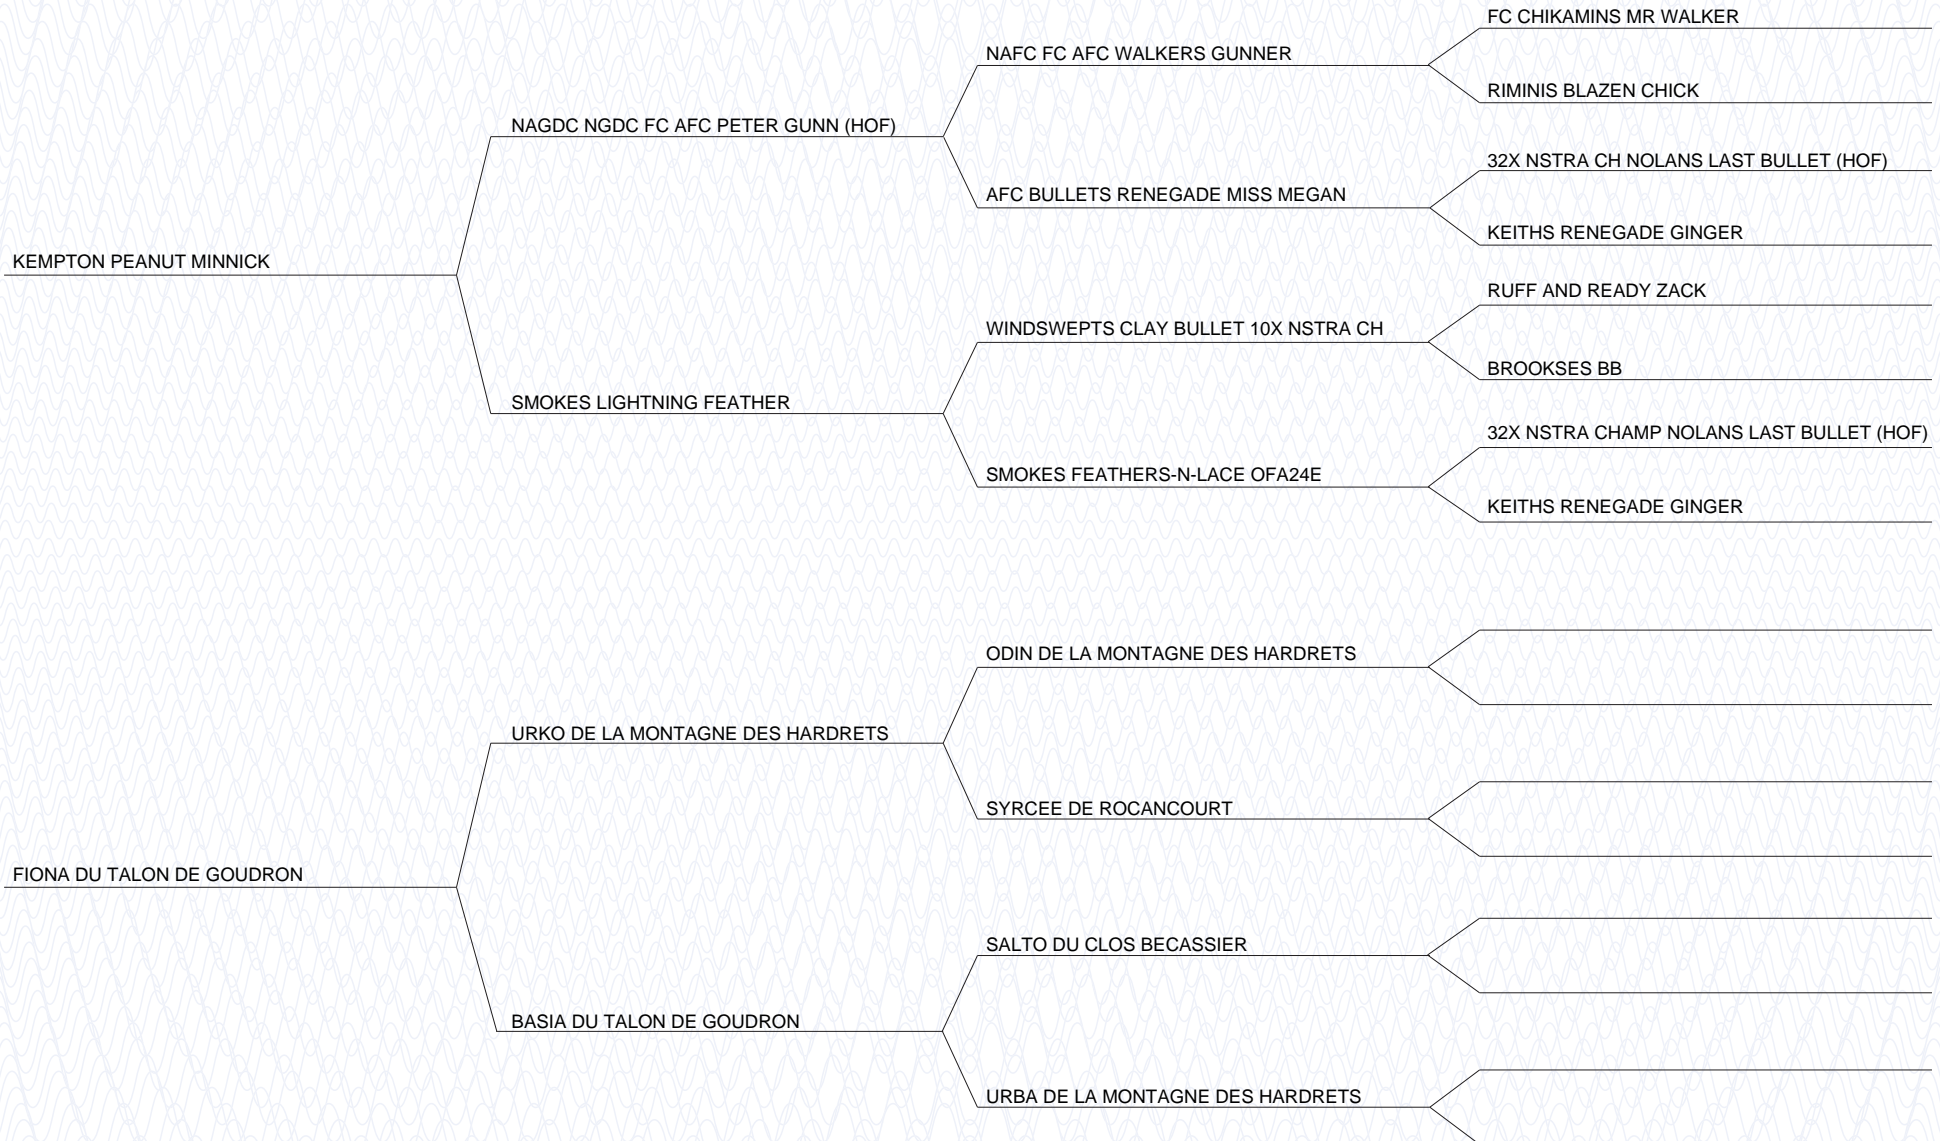 FC CHIKAMINS MR WALKER
NAFC FC AFC WALKERS GUNNER
RIMINIS BLAZEN CHICK
NAGDC NGDC FC AFC PETER GUNN (HOF)
32X NSTRA CH NOLANS LAST BULLET (HOF)
AFC BULLETS RENEGADE MISS MEGAN
KEITHS RENEGADE GINGER
KEMPTON PEANUT MINNICK
RUFF AND READY ZACK
WINDSWEPTS CLAY BULLET 10X NSTRA CH
BROOKSES BB
SMOKES LIGHTNING FEATHER
32X NSTRA CHAMP NOLANS LAST BULLET (HOF)
SMOKES FEATHERS-N-LACE OFA24E
KEITHS RENEGADE GINGER
ODIN DE LA MONTAGNE DES HARDRETS
URKO DE LA MONTAGNE DES HARDRETS
SYRCEE DE ROCANCOURT
FIONA DU TALON DE GOUDRON
SALTO DU CLOS BECASSIER
BASIA DU TALON DE GOUDRON
URBA DE LA MONTAGNE DES HARDRETS